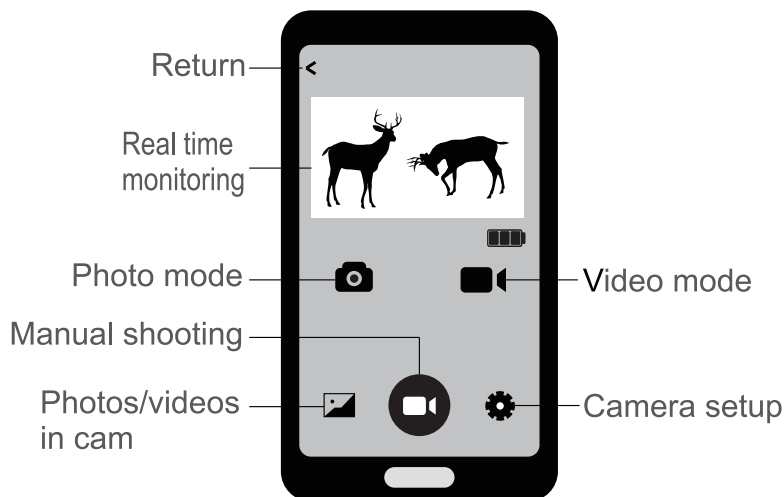 Return
<
Real time
monitoring
Photo mode
Video mode
Manual shooting
Photos/videos
in cam
Camera setup